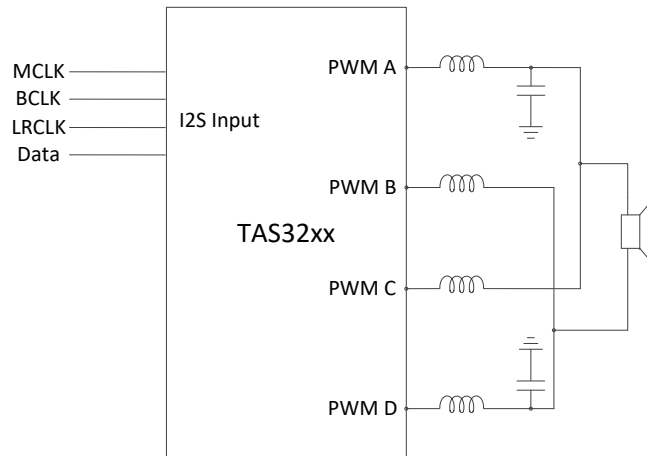 MCLK
BCLK
LRCLK
Data
I2S Input
TAS32xx
PWM A
PWM B
PWM C
PWM D